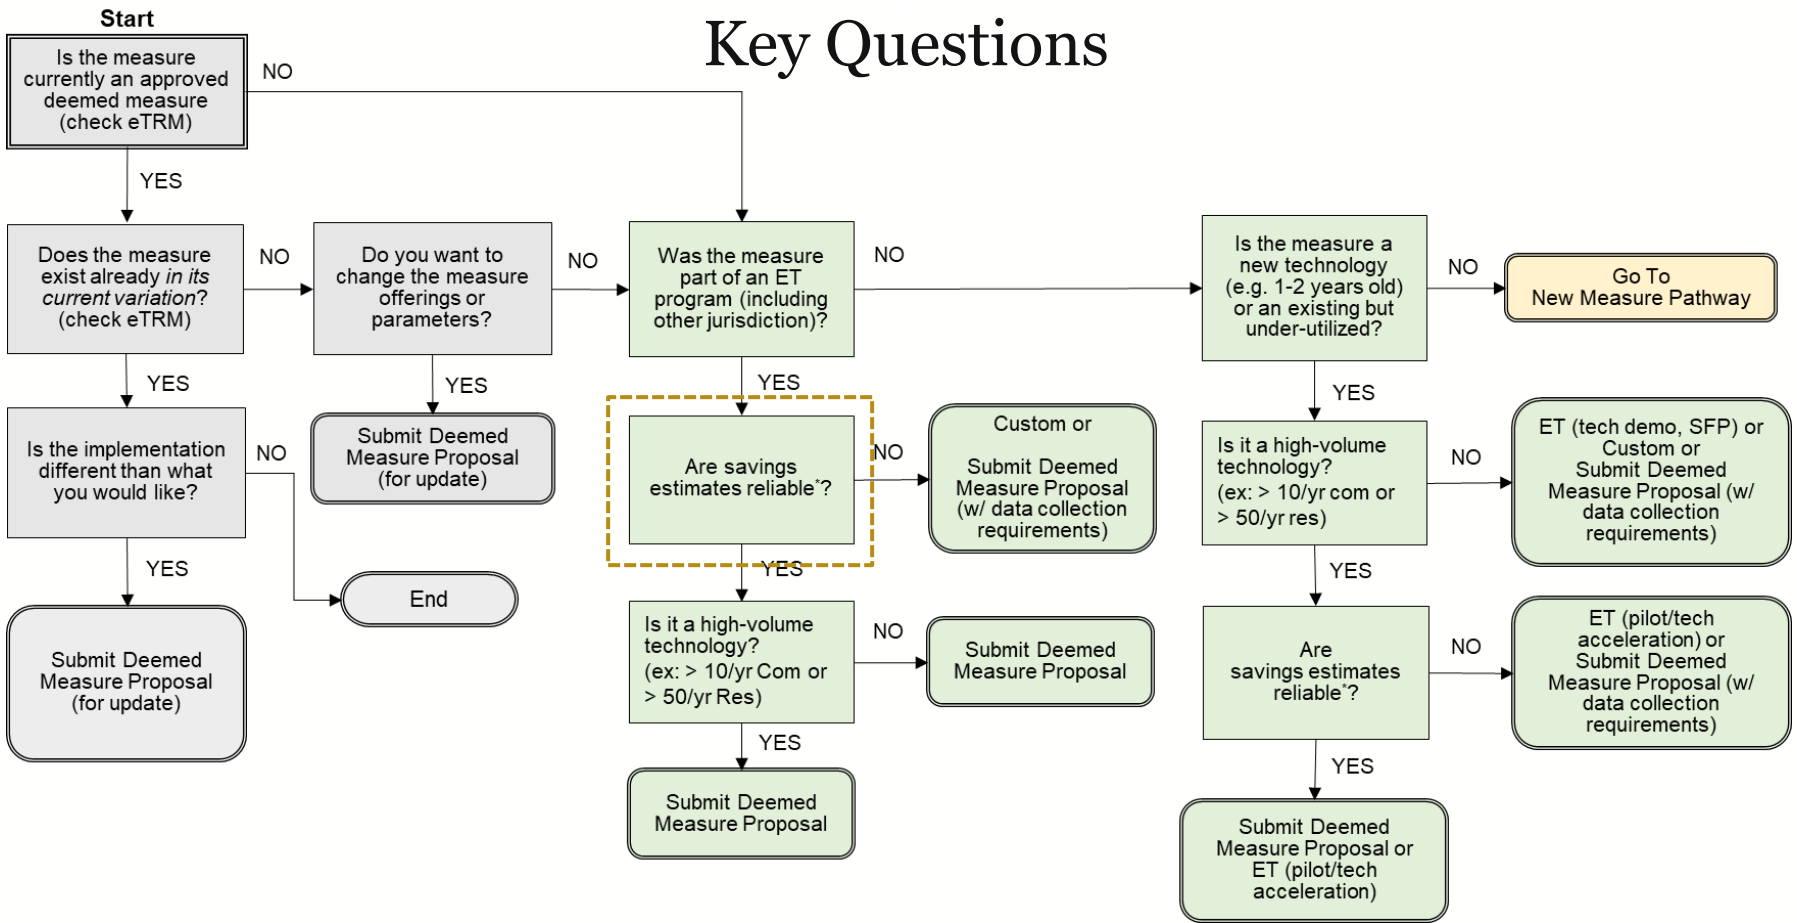 Key Questions
Start
Is the measure
currently an approved
deemed measure
(check eTRM)
NO
YES
Does the measure
exist already in its
current variation?
(check eTRM)
NO
Do you want to
change the measure
offerings or
parameters?
NO
Was the measure
part of an ET
program (including
other jurisdiction)?
NO
Is the measure a
new technology
(e.g. 1-2 years old)
or an existing but
under-utilized?
NO
Go To
New Measure Pathway
YES
YES
YES
YES
Is the implementation
different than what
you would like?
NO
Submit Deemed
Measure Proposal
(for update)
Are savings
estimates reliable*?
NO
Custom or
Submit Deemed
Measure Proposal
(w/ data collection
requirements)
Is it a high-volume
technology?
(ex: > 10/yr com or
> 50/yr res)
NO
ET (tech demo, SFP) or
Custom or
Submit Deemed
Measure Proposal (w/
data collection
requirements)
YES
End
YES
YES
Submit Deemed
Measure Proposal
(for update)
Is it a high-volume
technology?
(ex: > 10/yr Com or
> 50/yr Res)
NO
Submit Deemed
Measure Proposal
Are
savings estimates
reliable*?
NO
ET (pilot/tech
acceleration) or
Submit Deemed
Measure Proposal (w/
data collection
requirements)
YES
YES
Submit Deemed
Measure Proposal
Submit Deemed
Measure Proposal or
ET (pilot/tech
acceleration)